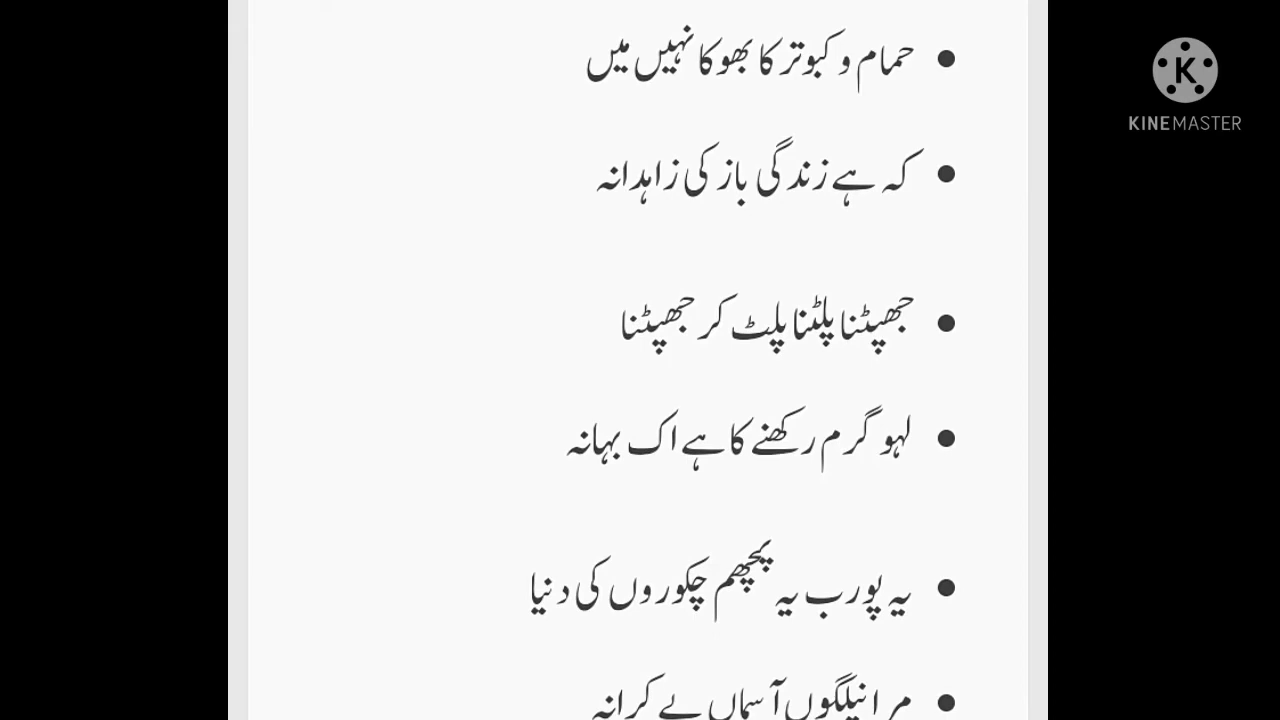 حمام و کبوتر کا بھوکا نہیں میں
KINEMASTER
کہ ہے زندگی باز کی زاہدانہ
جھپٹنا پلٹنا پلٹ کر جھپٹنا
لہو گرم رکھنے کا ہے اک بہانہ
یہ پورب یہ پچھم چکوروں کی دنیا
مرا نیلگوں آسماں بے کرانہ